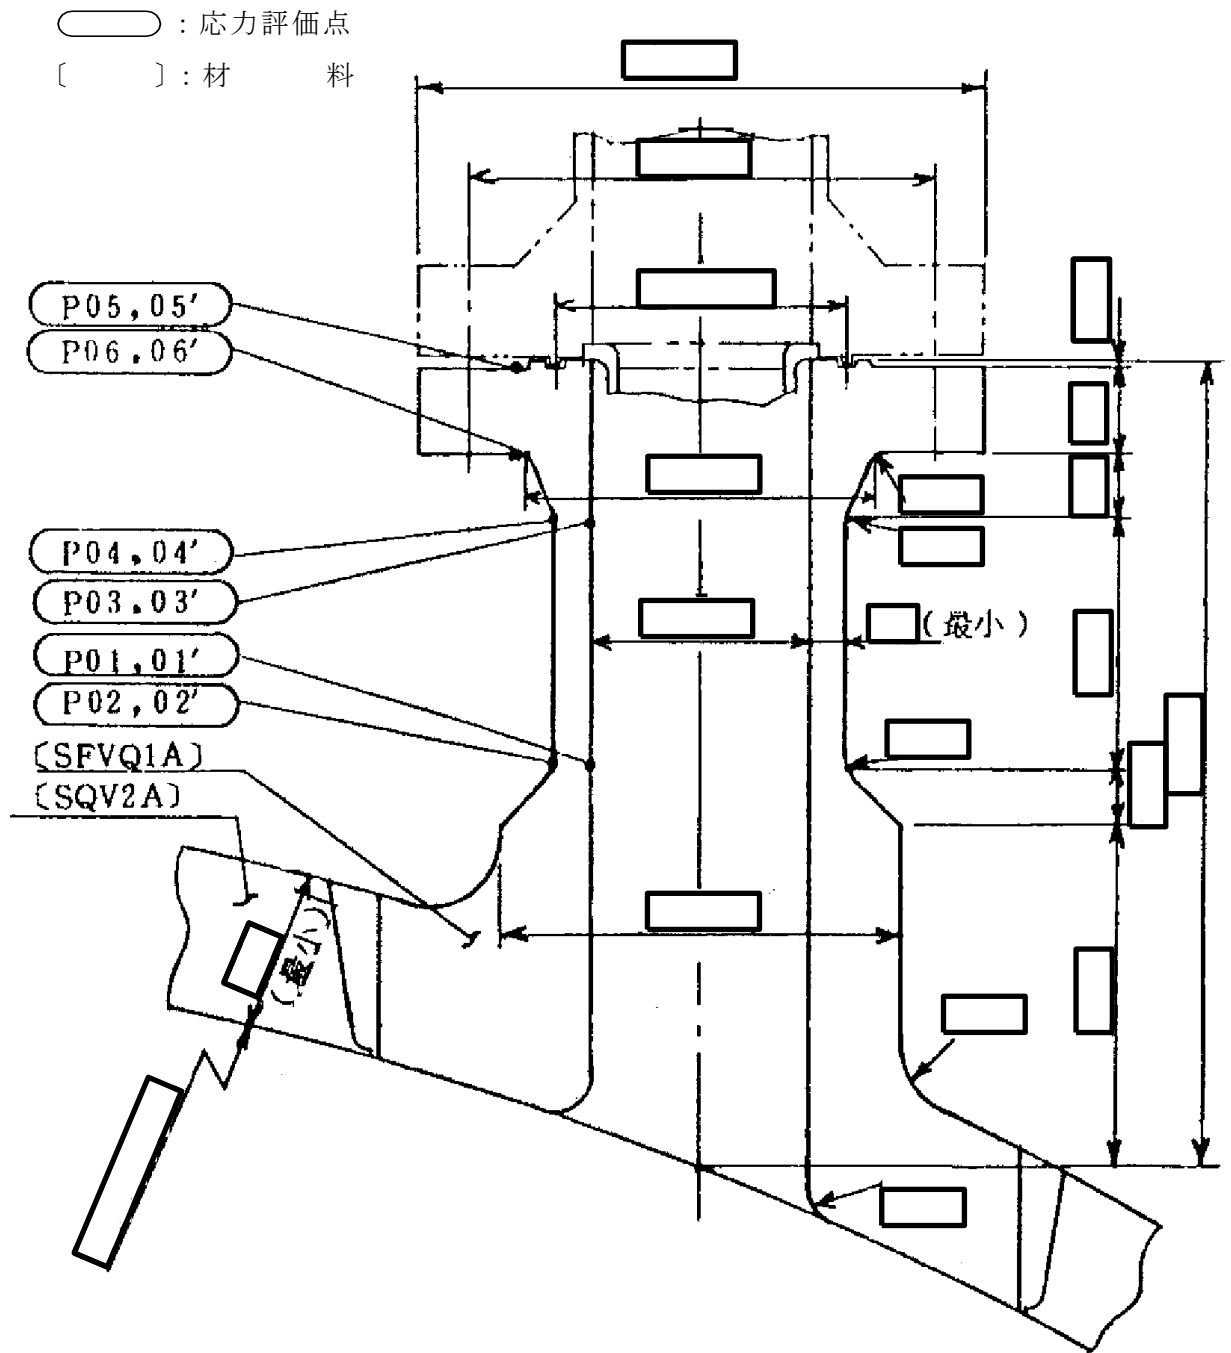 ：応力評価点
〔　　　〕：材　　料
P05,05′
P06.06′
P04,04′
P03.03′
(最小)
P01,01′
P02,02′
〔SFVQ1A〕
〔SQV2A〕
(最小)